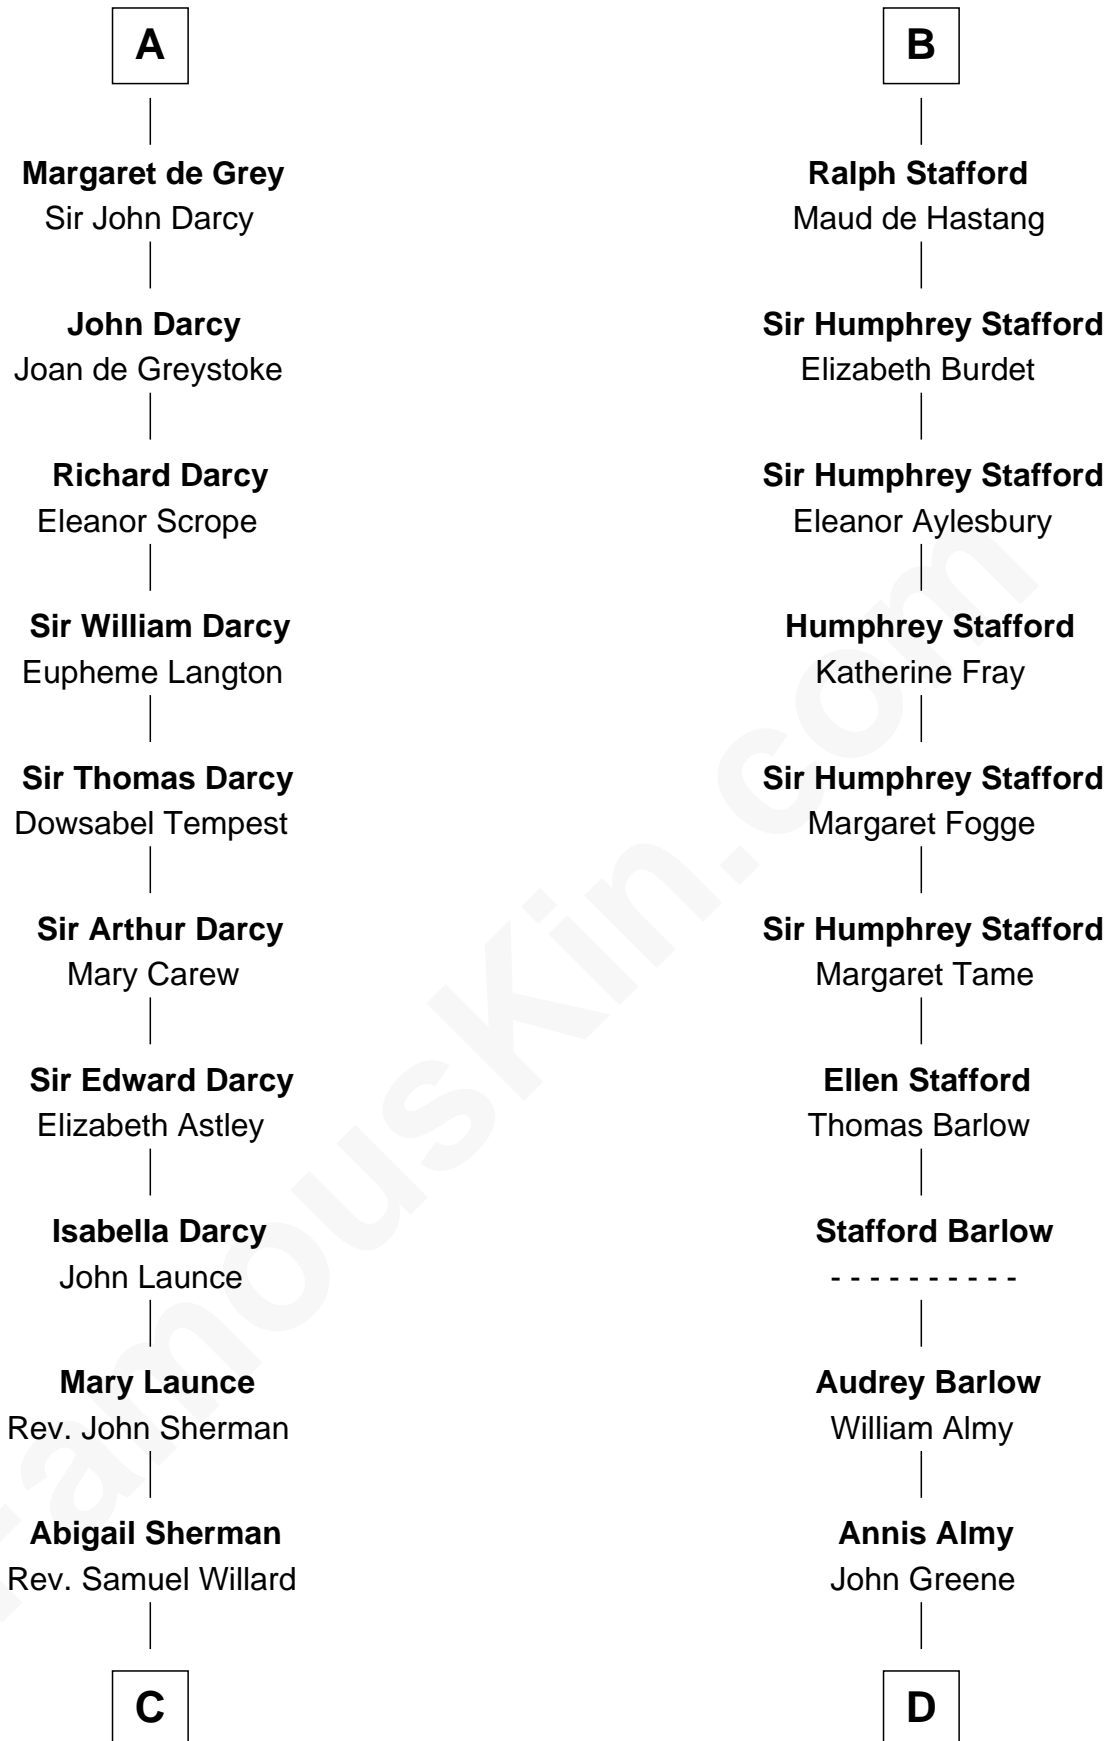 A
Margaret de Grey
Sir John Darcy
John Darcy
Joan de Greystoke
Richard Darcy
Eleanor Scrope
Sir William Darcy
Eupheme Langton
Sir Thomas Darcy
Dowsabel Tempest
Sir Arthur Darcy
Mary Carew
Sir Edward Darcy
Elizabeth Astley
Isabella Darcy
John Launce
Mary Launce
Rev. John Sherman
Abigail Sherman
Rev. Samuel Willard
C
B
Ralph Stafford
Maud de Hastang
Sir Humphrey Stafford
Elizabeth Burdet
Sir Humphrey Stafford
Eleanor Aylesbury
Humphrey Stafford
Katherine Fray
Sir Humphrey Stafford
Margaret Fogge
Sir Humphrey Stafford
Margaret Tame
Ellen Stafford
Thomas Barlow
Stafford Barlow
- - - - - - - - - -
Audrey Barlow
William Almy
Annis Almy
John Greene
D
FamousKin.com